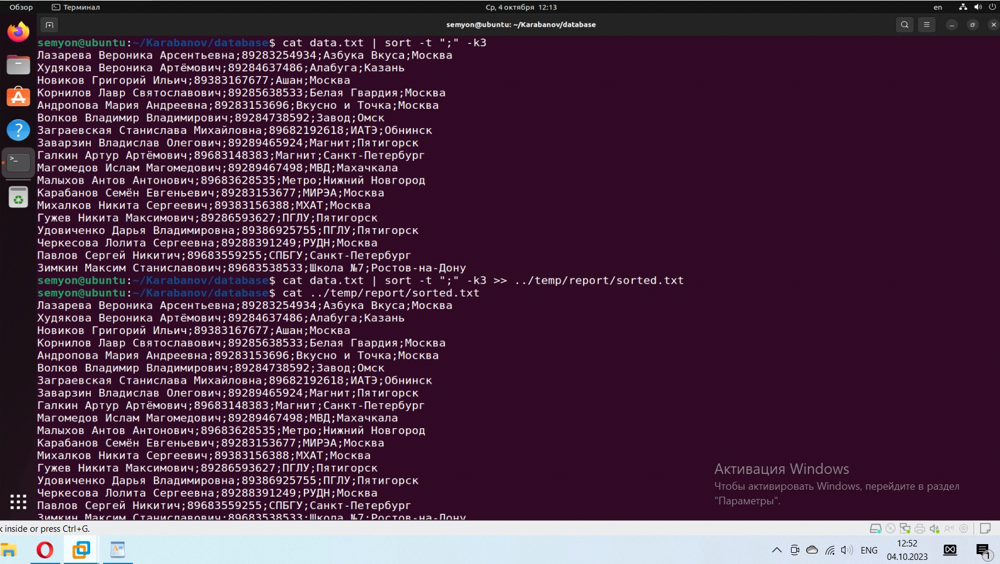 Обзор
Терминал
Ср, 4 октября 12:13
en
semyon@ubuntu: ~/Karabanov/database
semyon@ubuntu:~/Karabanov/database$ cat data.txt | sort -t ";" -k3
Лазарева Вероника Арсентьевна;89283254934;Азбука Вкуса;Москва
Худякова Вероника Артёмович;89284637486;Алабуга;Казань
Новиков Григорий Ильич;89383167677;Ашан;Москва
Корнилов Лавр Святославович;89285638533;Белая Гвардия;Москва
Андропова Мария Андреевна;89283153696;Вкусно и Точка;Москва
Волков Владимир Владимирович;89284738592;Завод;Омск
Заграевская Станислава Михайловна;89682192618;ИАТЭ;Обнинск
Заварзин Владислав Олегович;89289465924;Магнит;Пятигорск
Галкин Артур Артёмович;89683148383;Магнит;Санкт-Петербург
Магомедов Ислам Магомедович;89289467498;МВД;Махачкала
Малыхов Антов Антонович;89683628535;Метро;Нижний Новгород
Карабанов Семён Евгеньевич;89283153677;МИРЭА;Москва
Михалков Никита Сергеевич;89383156388;МХАТ;Москва
Гужев Никита Максимович;89286593627;ПГЛУ;Пятигорск
Удовиченко Дарья Владимировна;89386925755;ПГЛУ;Пятигорск
Черкесова Лолита Сергеевна;89288391249;РУДН;Москва
Павлов Сергей Никитич;89683559255;СПБГУ;Санкт-Петербург
Зимкин Максим Станиславович;89683538533;Школа №7;Ростов-на-Дону
semyon@ubuntu:~/Karabanov/database$ cat data.txt | sort -t ";" -k3 >> ../temp/report/sorted.txt
semyon@ubuntu:~/Karabanov/database$ cat ../temp/report/sorted.txt
Лазарева Вероника Арсентьевна;89283254934;Азбука Вкуса;Москва
Худякова Вероника Артёмович;89284637486;Алабуга;Казань
Новиков Григорий Ильич;89383167677;Ашан;Москва
Корнилов Лавр Святославович;89285638533;Белая Гвардия;Москва
Андропова Мария Андреевна;89283153696;Вкусно и Точка;Москва
Волков Владимир Владимирович;89284738592;Завод;Омск
Заграевская Станислава Михайловна;89682192618;ИАТЭ;Обнинск
Заварзин Владислав Олегович;89289465924;Магнит;Пятигорск
Галкин Артур Артёмович;89683148383;Магнит;Санкт-Петербург
Магомедов Ислам Магомедович;89289467498;МВД;Махачкала
Малыхов Антов Антонович;89683628535;Метро;Нижний Новгород
Карабанов Семён Евгеньевич;89283153677;МИРЭА;Москва
Михалков Никита Сергеевич;89383156388;МХАТ;Москва
Гужев Никита Максимович;89286593627;ПГЛУ;Пятигорск
Удовиченко Дарья Владимировна;89386925755;ПГЛУ;Пятигорск
Черкесова Лолита Сергеевна;89288391249;РУДН;Москва
Павлов Сергей Никитич;89683559255;СПБГУ;Санкт-Петербург
Зимкин Максим Станиславович;89683538533;Школа №7;Ростов-на-Дону
Активация Windows
Чтобы активировать Windows, перейдите в раздел
"Параметры".
inside or press Ctrl+G.
ENG
12:52
04.10.2023
1